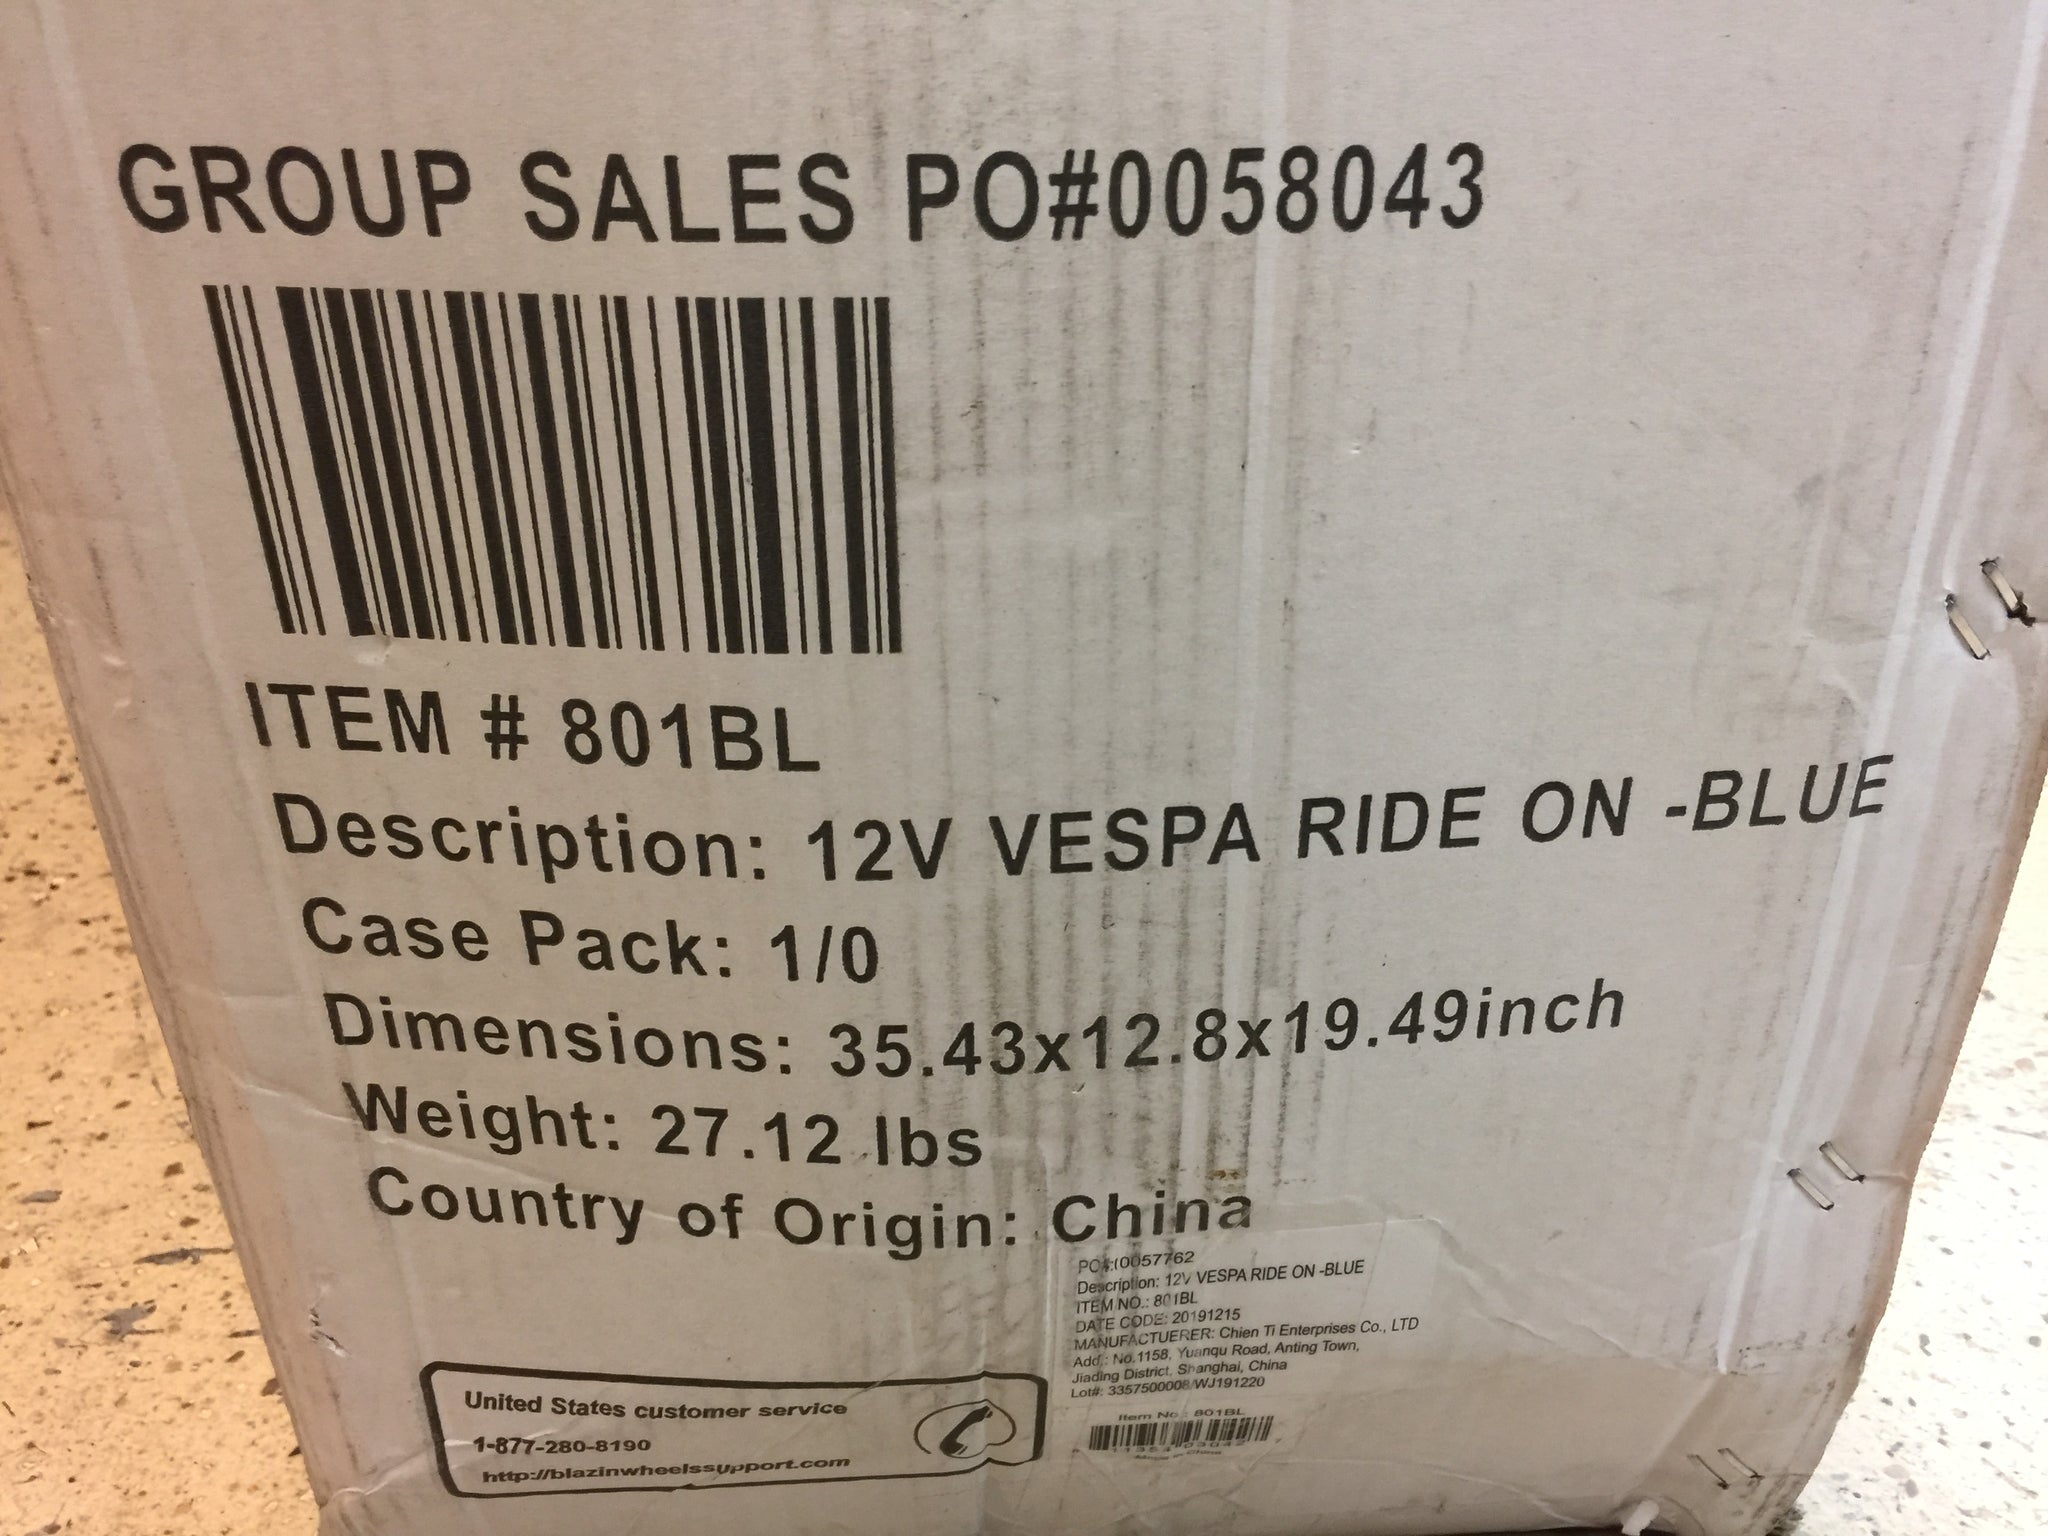 GROUP SALES PO#0058043
ITEM # 801BL
Description: 12V VESPA RIDE ON -BLUE
Case Pack: 1/0
Dimensions: 35.43x12.8x19.49inch
Weight: 27.12 lbs
Country of Origin: China
PO#:(0057762
Description: 12V VESPA RIDE ON -BLUE
ITEM NO.: 801BL
DATE CODE: 20191215
MANUFACTUERER: Chien Ti Enterprises Co., LTD
Add.: No.1158, Yuanqu Road, Anting Town,
Jiading District, Shanghai, China
Lot#: 3357500008/WJ191220
Item No.: 801BL
Made in China
United States customer service
1-877-280-8190
http://blazinwheelssupport.com